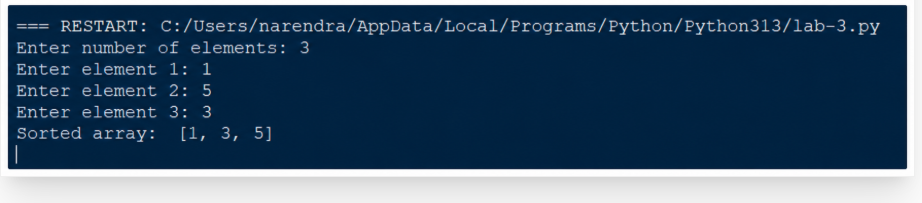 === RESTART: C:/Users/narendra/AppData/Local/Programs/Python/Python313/lab-3.py
Enter number of elements: 3
Enter element 1: 1
Enter element 2: 5
Enter element 3: 3
Sorted array:  [1, 3, 5]